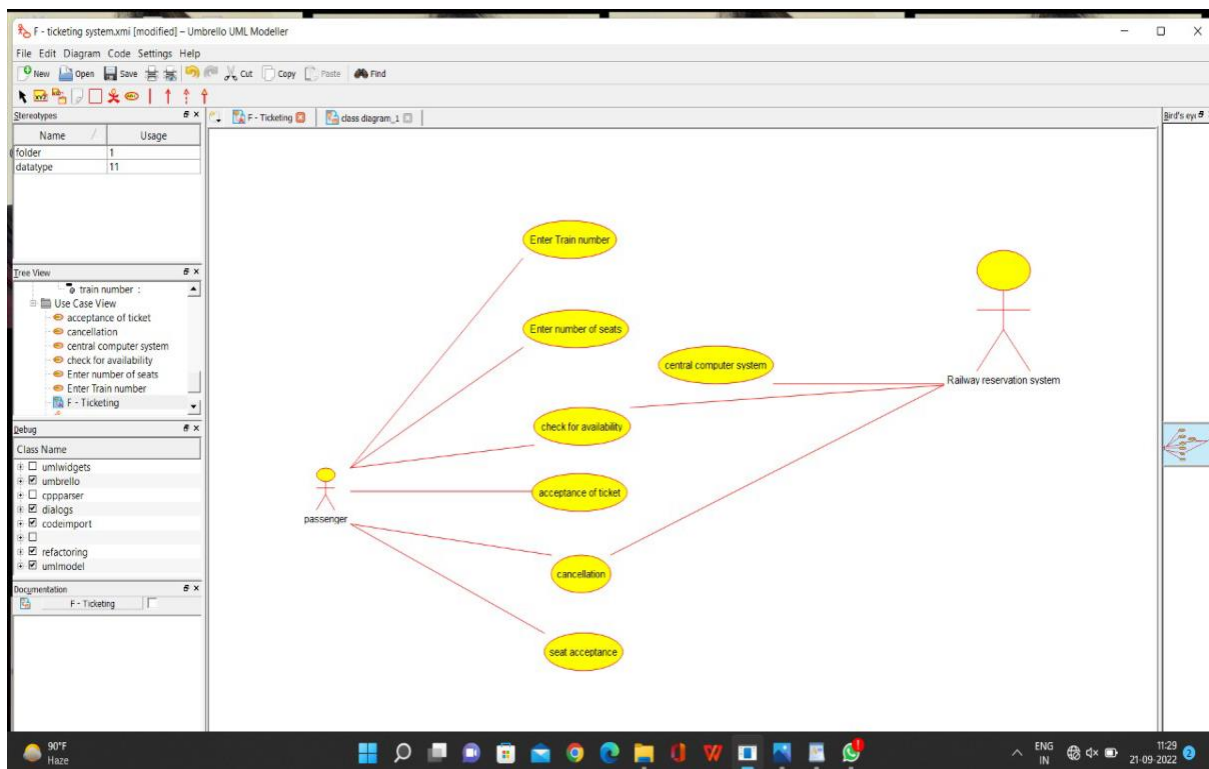 F - ticketing system.xmi [modified] – Umbrello UML Modeller
File Edit Diagram Code Settings Help
New Open Save Cut Copy Paste Find
Stereotypes
Name Usage
folder 1
datatype 11
Tree View
train number :
Use Case View
acceptance of ticket
cancellation
central computer system
check for availability
Enter number of seats
Enter Train number
F - Ticketing
Debug
Class Name
umlwidgets
umbrello
cppparser
dialogs
codeimport
refactoring
umlmodel
Documentation
F - Ticketing
F - Ticketing class diagram_1
Enter Train number
Enter number of seats
central computer system
Railway reservation system
check for availability
acceptance of ticket
passenger
cancellation
seat acceptance
Bird's eye
90°F
Haze
ENG
IN
11:29
21-09-2022
2